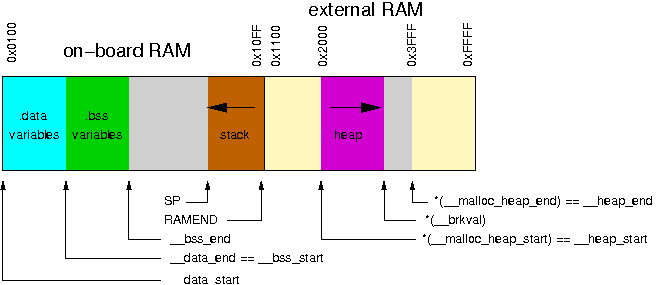 external RAM
on-board RAM
0x0100
0x10FF
0x1100
0x2000
0x3FFF
0xFFFF
.data
variables
.bss
variables
stack
heap
SP
RAMEND
__bss_end
__data_end == __bss_start
__data_start
*(__malloc_heap_end) == __heap_end
*(__brkval)
*(__malloc_heap_start) == __heap_start